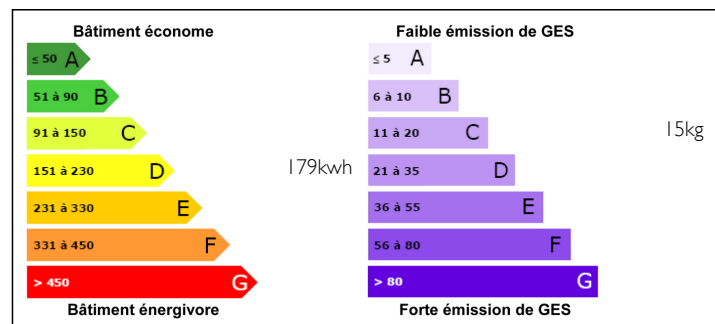 Bâtiment économe
≤ 50 A
51 à 90 B
91 à 150 C
151 à 230 D
231 à 330 E
331 à 450 F
> 450 G
Bâtiment énergivore
179kwh
Faible émission de GES
≤ 5 A
6 à 10 B
11 à 20 C
21 à 35 D
36 à 55 E
56 à 80 F
> 80 G
Forte émission de GES
15kg